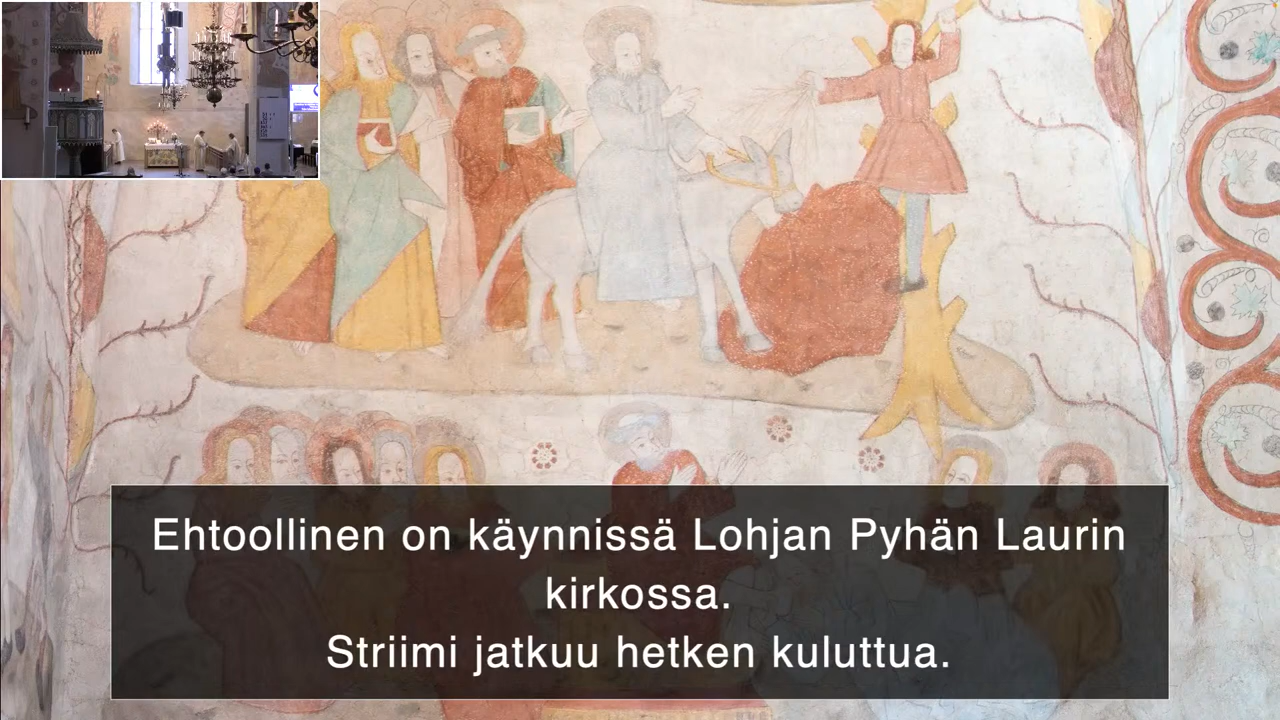 Ehtoollinen on käynnissä Lohjan Pyhän Laurin
kirkossa.
Striimi jatkuu hetken kuluttua.